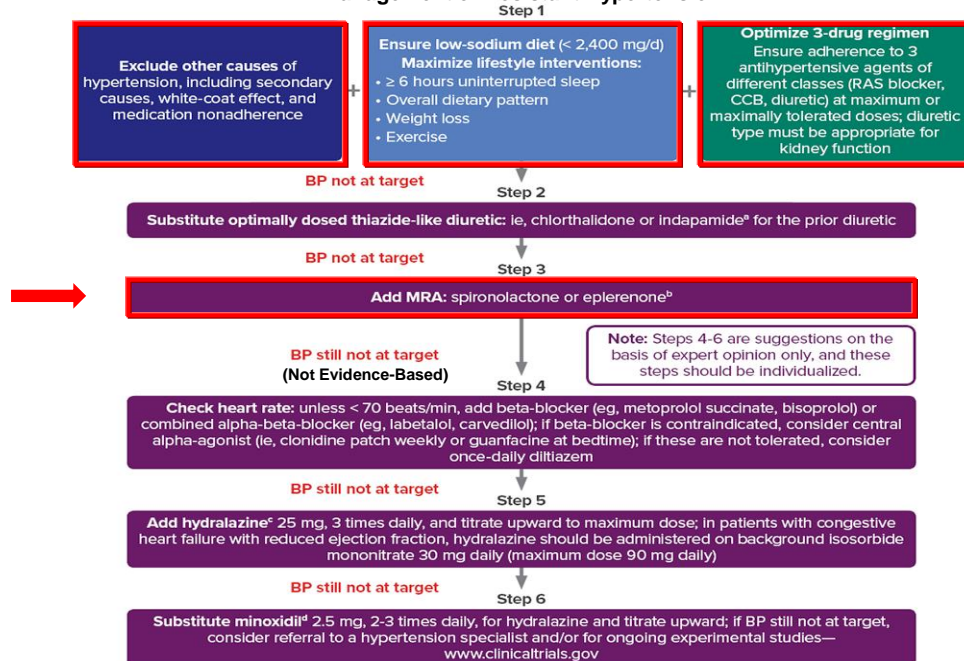 Step 1
Exclude other causes of
hypertension, including secondary
causes, white-coat effect, and
medication nonadherence
+
Ensure low-sodium diet (< 2,400 mg/d)
Maximize lifestyle interventions:
• ≥ 6 hours uninterrupted sleep
• Overall dietary pattern
• Weight loss
• Exercise
+
Optimize 3-drug regimen
Ensure adherence to 3
antihypertensive agents of
different classes (RAS blocker,
CCB, diuretic) at maximum or
maximally tolerated doses; diuretic
type must be appropriate for
kidney function
BP not at target
Step 2
Substitute optimally dosed thiazide-like diuretic: ie, chlorthalidone or indapamideᵃ for the prior diuretic
BP not at target
Step 3
Add MRA: spironolactone or eplerenoneᵇ
BP still not at target
(Not Evidence-Based)
Note: Steps 4-6 are suggestions on the
basis of expert opinion only, and these
steps should be individualized.
Step 4
Check heart rate: unless < 70 beats/min, add beta-blocker (eg, metoprolol succinate, bisoprolol) or
combined alpha-beta-blocker (eg, labetalol, carvedilol); if beta-blocker is contraindicated, consider central
alpha-agonist (ie, clonidine patch weekly or guanfacine at bedtime); if these are not tolerated, consider
once-daily diltiazem
BP still not at target
Step 5
Add hydralazineᶜ 25 mg, 3 times daily, and titrate upward to maximum dose; in patients with congestive
heart failure with reduced ejection fraction, hydralazine should be administered on background isosorbide
mononitrate 30 mg daily (maximum dose 90 mg daily)
BP still not at target
Step 6
Substitute minoxidilᵈ 2.5 mg, 2-3 times daily, for hydralazine and titrate upward; if BP still not at target,
consider referral to a hypertension specialist and/or for ongoing experimental studies—
www.clinicaltrials.gov